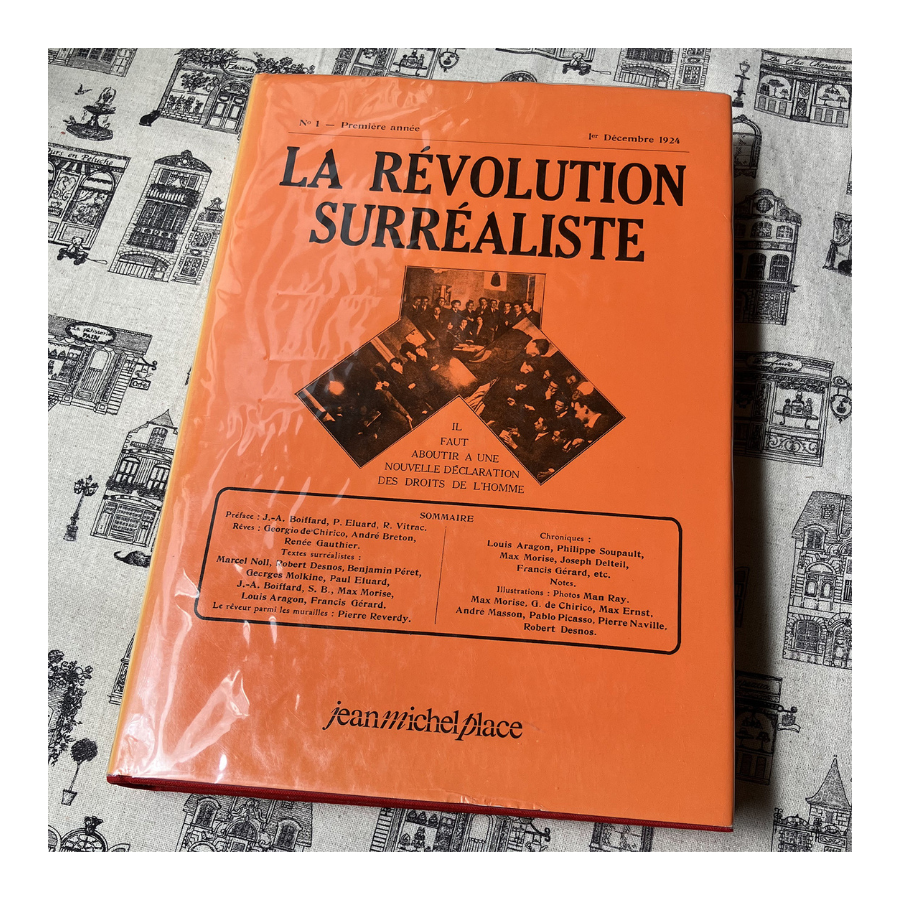 Nº 1 — Première année
1er Décembre 1924
LA RÉVOLUTION
SURRÉALISTE
IL
FAUT
ABOUTIR A UNE
NOUVELLE DÉCLARATION
DES DROITS DE L'HOMME
SOMMAIRE
Préface : J.-A. Boiffard, P. Eluard, R. Vitrac.
Rêves : Georgio de Chirico, André Breton,
Renée Gauthier.
Textes surréalistes :
Marcel Noll, Robert Desnos, Benjamin Péret,
Georges Malkine, Paul Eluard,
J.-A. Boiffard, S. B., Max Morise,
Louis Aragon, Francis Gérard.
Le rêveur parmi les murailles : Pierre Reverdy.
Chroniques :
Louis Aragon, Philippe Soupault,
Max Morise, Joseph Delteil,
Francis Gérard, etc.
Notes.
Illustrations : Photos Man Ray.
Max Morise, G. de Chirico, Max Ernst,
André Masson, Pablo Picasso, Pierre Naville.
Robert Desnos.
jeanmichelplace
PAIN